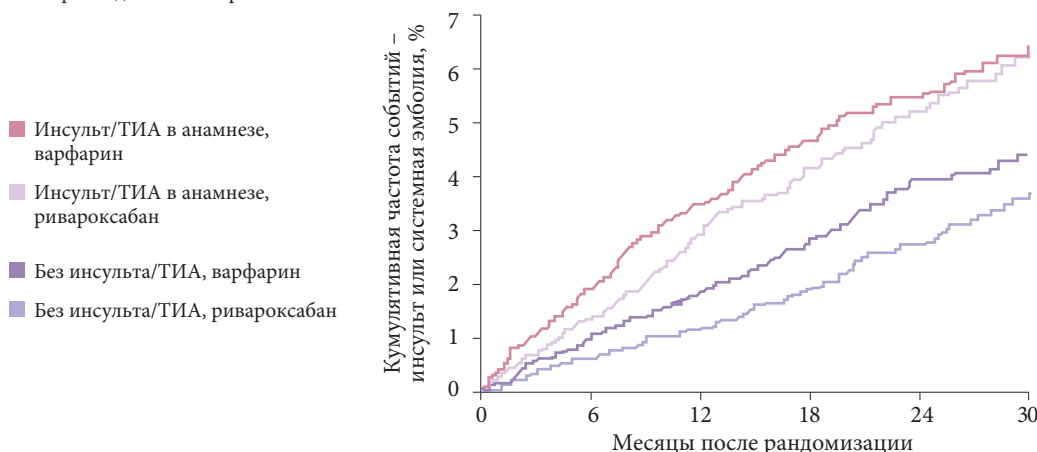 Инсульт/ТИА в анамнезе,
варфарин
Инсульт/ТИА в анамнезе,
ривароксабан
Без инсульта/ТИА, варфарин
Без инсульта/ТИА, ривароксабан
Кумулятивная частота событий –
инсульт или системная эмболия, %
7
6
5
4
3
2
1
0
0 6 12 18 24 30
Месяцы после рандомизации